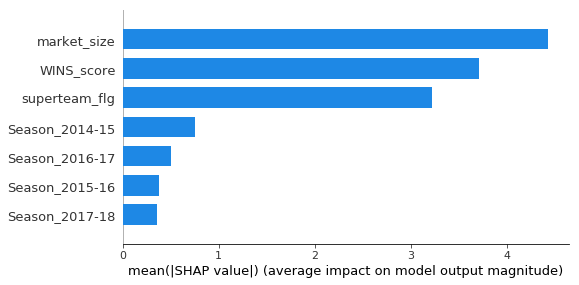 market_size
WINS_score
superteam_flg
Season_2014-15
Season_2016-17
Season_2015-16
Season_2017-18
0 1 2 3 4
mean(|SHAP value|) (average impact on model output magnitude)